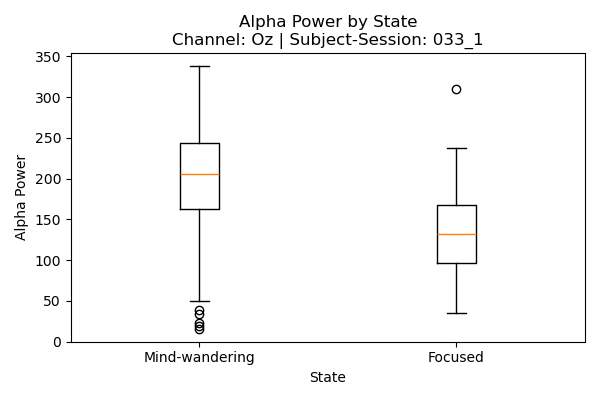 Alpha Power by State
Channel: Oz | Subject-Session: 033_1
350
300
250
200
150
100
50
0
Alpha Power
Mind-wandering
Focused
State